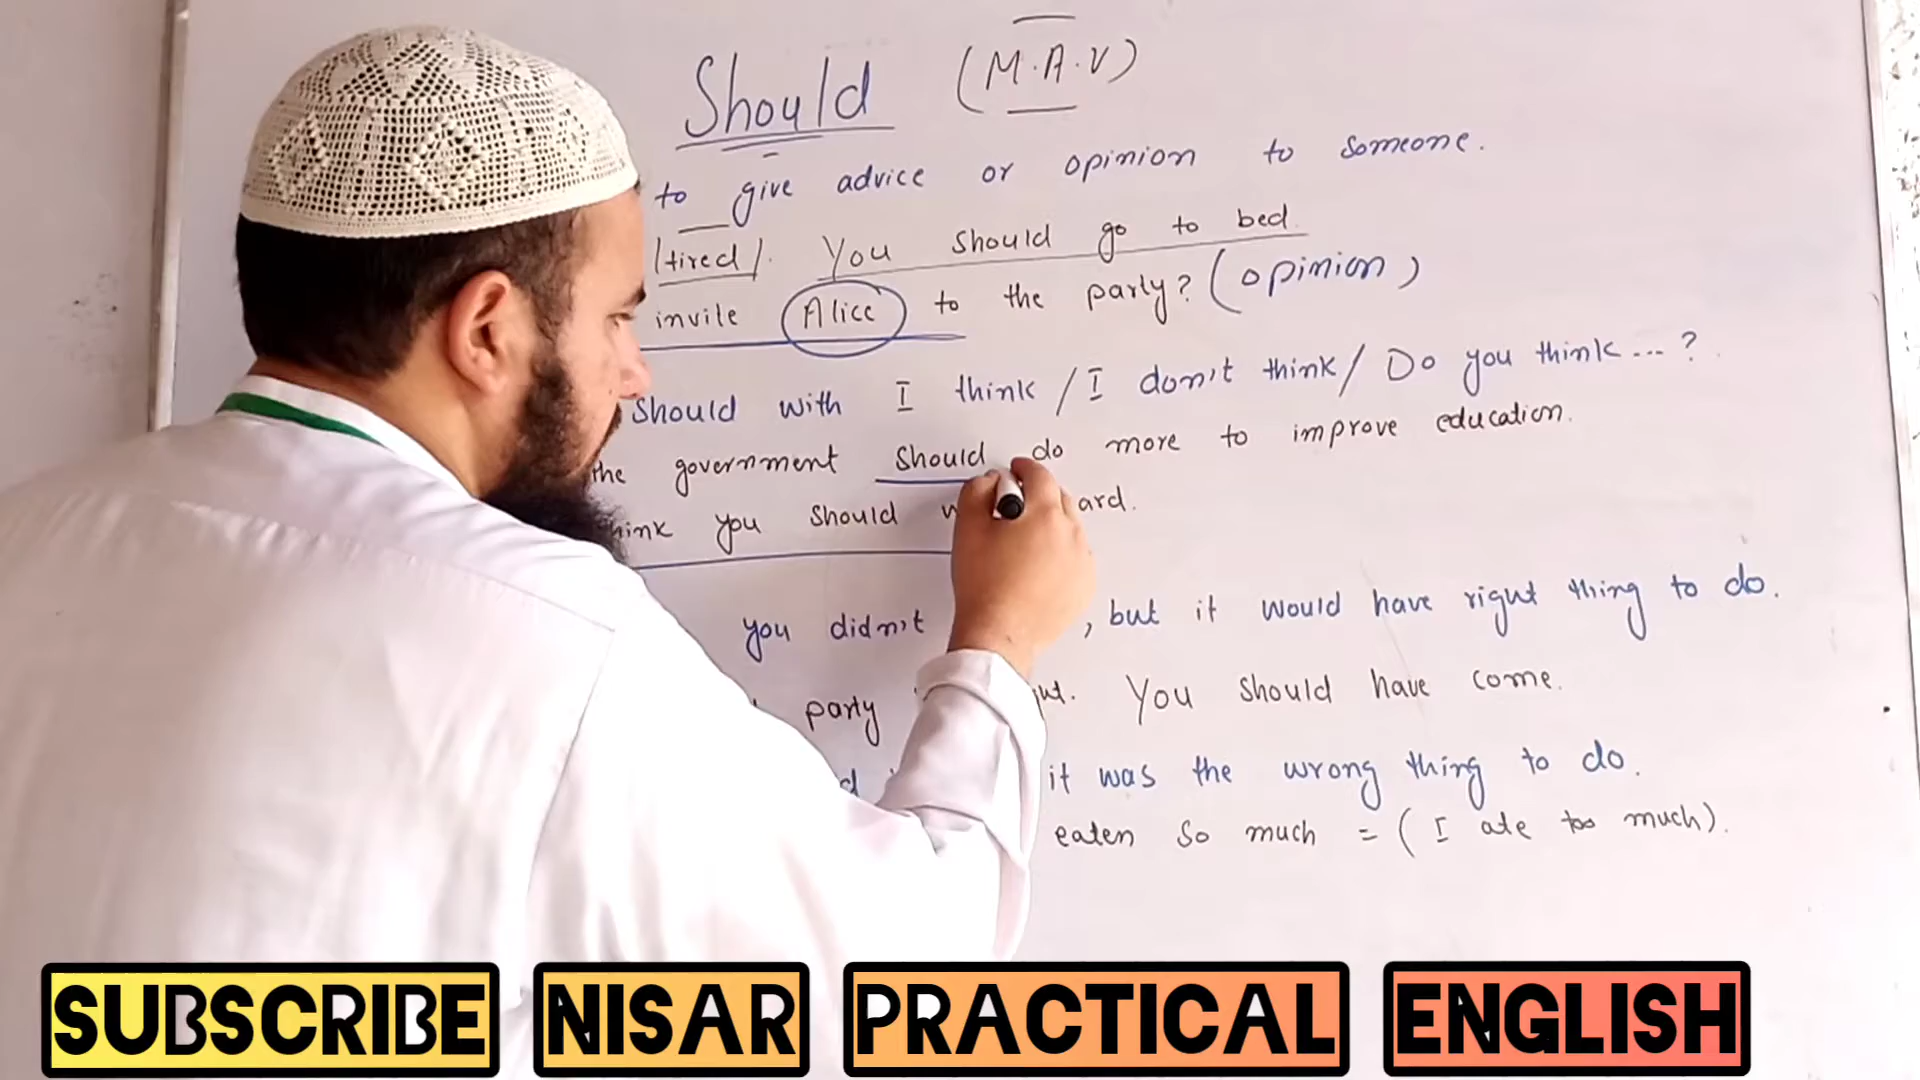 Should (M.A.V)
to give advice or opinion to someone.
/tired/. You should go to bed.
invite Alice to the party? (opinion)
Should with I think / I don't think / Do you think ... ?
the government should do more to improve education.
think you should ard.
you didn't , but it would have right thing to do.
party You should have come.
it was the wrong thing to do.
eaten so much = ( I ate too much).
SUBSCRIBE NISAR PRACTICAL ENGLISH